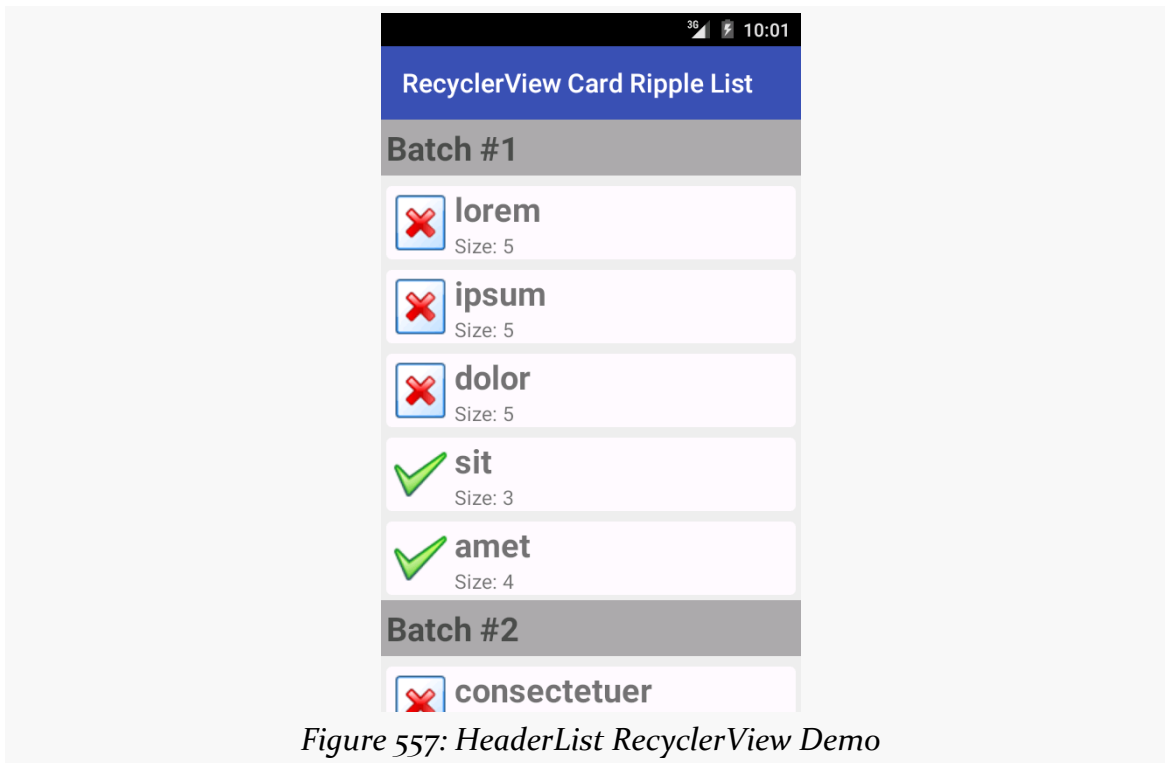 3G 10:01
RecyclerView Card Ripple List
Batch #1
lorem
Size: 5
ipsum
Size: 5
dolor
Size: 5
sit
Size: 3
amet
Size: 4
Batch #2
consectetuer
Figure 557: HeaderList RecyclerView Demo